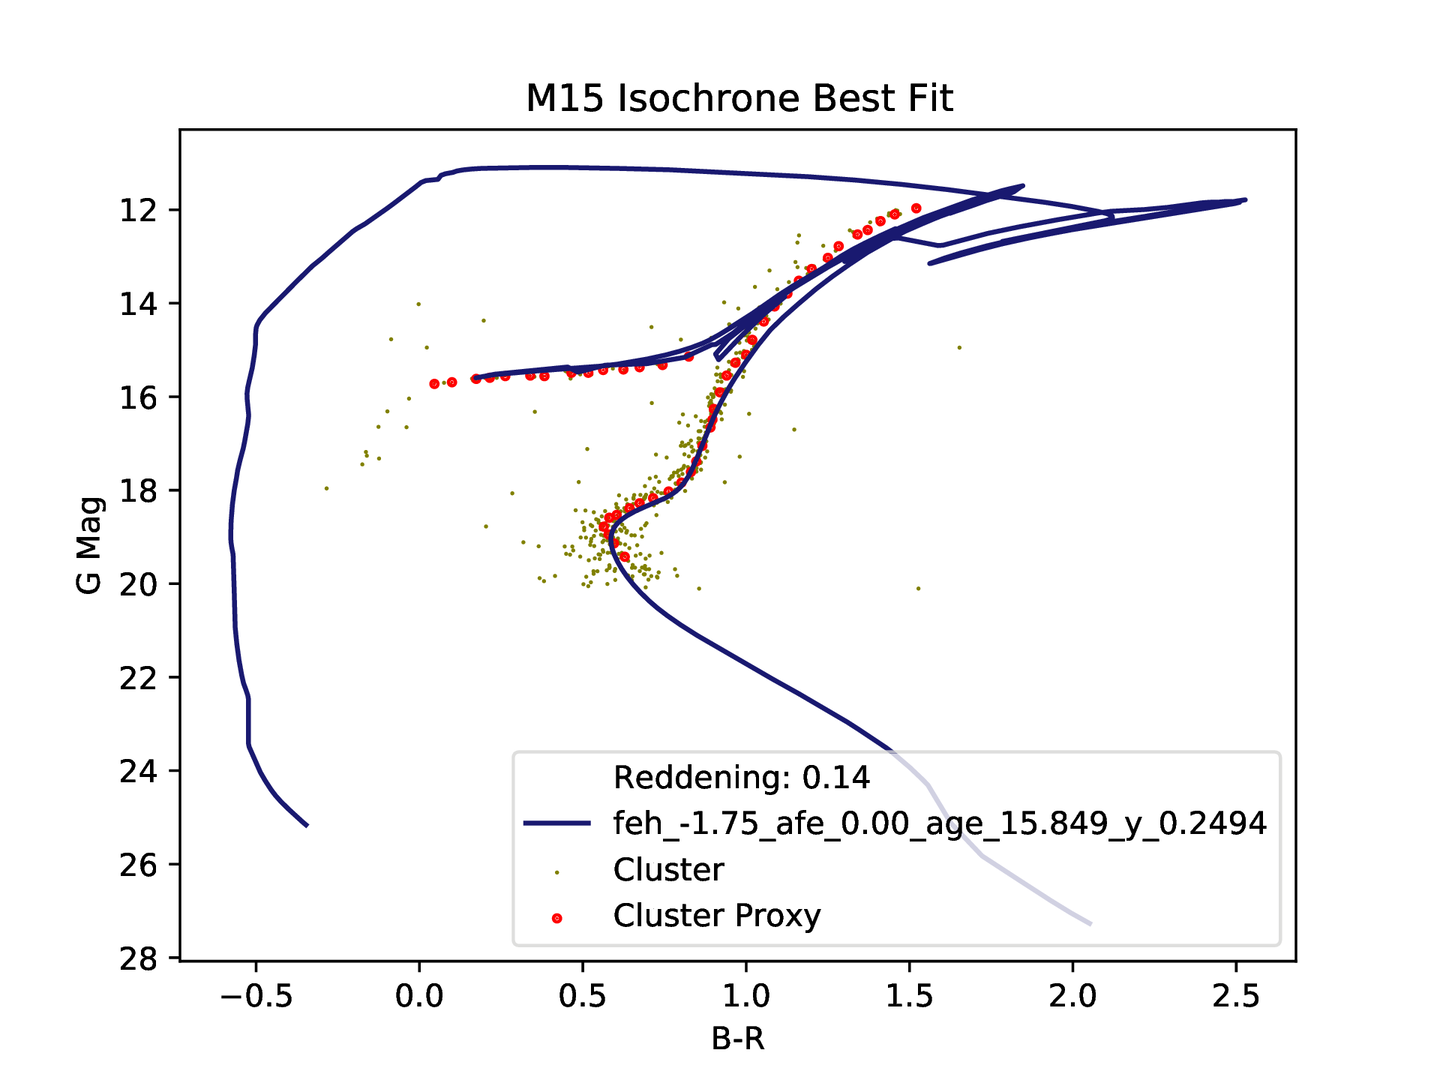 M15 Isochrone Best Fit
12
14
16
18
20
22
24
26
28
G Mag
Reddening: 0.14
feh_-1.75_afe_0.00_age_15.849_y_0.2494
Cluster
Cluster Proxy
−0.5 0.0 0.5 1.0 1.5 2.0 2.5
B-R